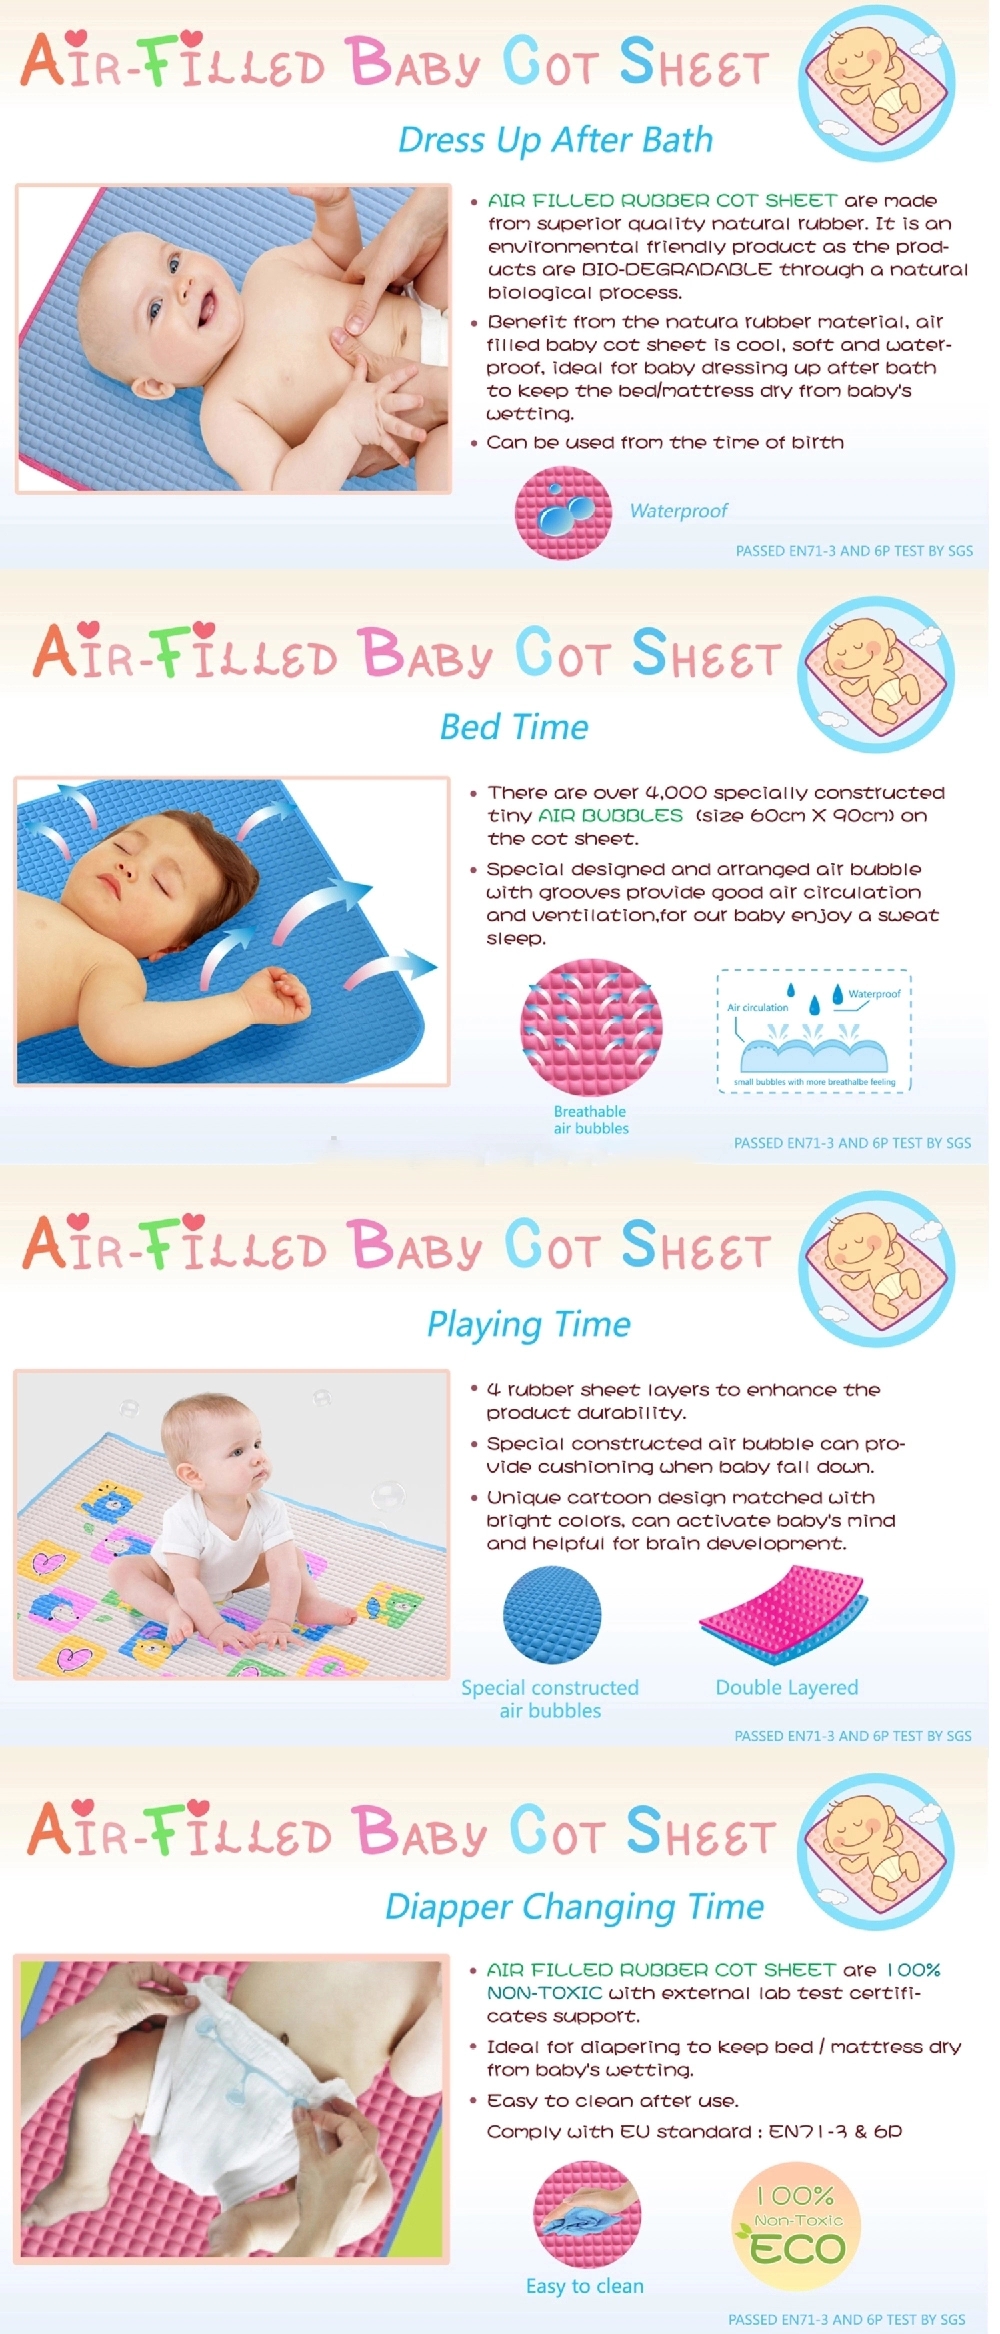 AIR-FILLED BABY COT SHEET
Dress Up After Bath
• AIR FILLED RUBBER COT SHEET are made
from superior quality natural rubber. It is an
environmental friendly product as the prod-
ucts are BIO-DEGRADABLE through a natural
biological process.
• Benefit from the natura rubber material, air
filled baby cot sheet is cool, soft and water-
proof, ideal for baby dressing up after bath
to keep the bed/mattress dry from baby's
wetting.
• Can be used from the time of birth
Waterproof
PASSED EN71-3 AND 6P TEST BY SGS
AIR-FILLED BABY COT SHEET
Bed Time
• There are over 4,000 specially constructed
tiny AIR BUBBLES (size 60cm X 90cm) on
the cot sheet.
• Special designed and arranged air bubble
with grooves provide good air circulation
and ventilation,for our baby enjoy a sweat
sleep.
Waterproof
Air circulation
small bubbles with more breathalbe feeling
Breathable
air bubbles
PASSED EN71-3 AND 6P TEST BY SGS
AIR-FILLED BABY COT SHEET
Playing Time
• 4 rubber sheet layers to enhance the
product durability.
• Special constructed air bubble can pro-
vide cushioning when baby fall down.
• Unique cartoon design matched with
bright colors, can activate baby's mind
and helpful for brain development.
Special constructed
air bubbles
Double Layered
PASSED EN71-3 AND 6P TEST BY SGS
AIR-FILLED BABY COT SHEET
Diapper Changing Time
• AIR FILLED RUBBER COT SHEET are 100%
NON-TOXIC with external lab test certifi-
cates support.
• Ideal for diapering to keep bed / mattress dry
from baby's wetting.
• Easy to clean after use.
Comply with EU standard : EN71-3 & 6P
100%
Non-Toxic
ECO
Easy to clean
PASSED EN71-3 AND 6P TEST BY SGS